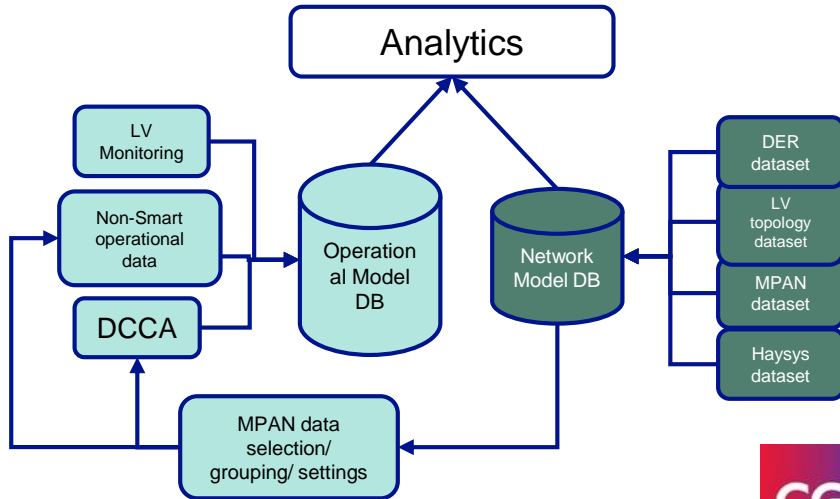 Analytics
LV
Monitoring
Non-Smart
operational
data
DCCA
Operation
al Model
DB
Network
Model DB
DER
dataset
LV
topology
dataset
MPAN
dataset
Haysys
dataset
MPAN data
selection/
grouping/ settings